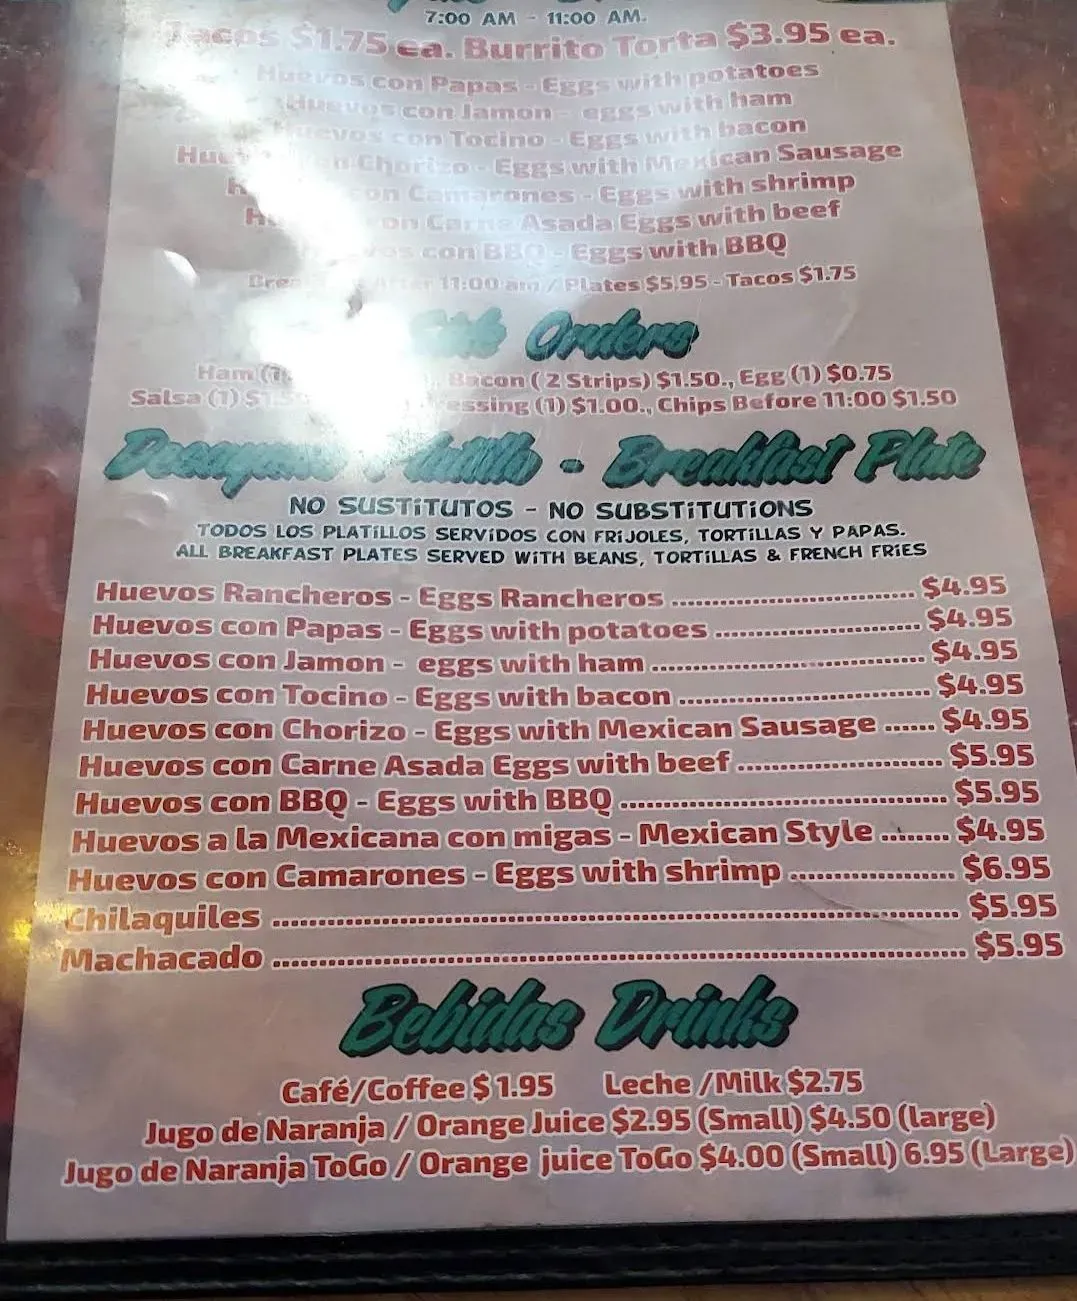 7:00 AM - 11:00 AM.
Tacos $1.75 ea. Burrito Torta $3.95 ea.
Huevos con Papas - Eggs with potatoes
Huevos con Jamon - eggs with ham
Huevos con Tocino - Eggs with bacon
Chorizo - Eggs with Mexican Sausage
con Camarones - Eggs with shrimp
con Carne Asada Eggs with beef
con BBQ - Eggs with BBQ
After 11:00 am / Plates $5.95 - Tacos $1.75
Orders
Ham Bacon ( 2 Strips) $1.50., Egg (1) $0.75
Salsa (1) (1) $1.00., Chips Before 11:00 $1.50
Platillo - Breakfast Plate
NO SUSTiTUTOS - NO SUBSTiTUTiONS
TODOS LOS PLATiLLOS SERViDOS CON FRiJOLES, TORTiLLAS Y PAPAS.
ALL BREAKFAST PLATES SERVED WiTH BEANS, TORTiLLAS & FRENCH FRiES
Huevos Rancheros - Eggs Rancheros ........ $4.95
Huevos con Papas - Eggs with potatoes ........ $4.95
Huevos con Jamon - eggs with ham ........ $4.95
Huevos con Tocino - Eggs with bacon ........ $4.95
Huevos con Chorizo - Eggs with Mexican Sausage ...... $4.95
Huevos con Carne Asada Eggs with beef ........ $5.95
Huevos con BBQ - Eggs with BBQ ........ $5.95
Huevos a la Mexicana con migas - Mexican Style ......... $4.95
Huevos con Camarones - Eggs with shrimp ........ $6.95
Chilaquiles ........ $5.95
Machacado ........ $5.95
Bebidas Drinks
Café/Coffee $ 1.95 Leche /Milk $2.75
Jugo de Naranja / Orange Juice $2.95 (Small) $4.50 (large)
Jugo de Naranja ToGo / Orange juice ToGo $4.00 (Small) 6.95 (Large)